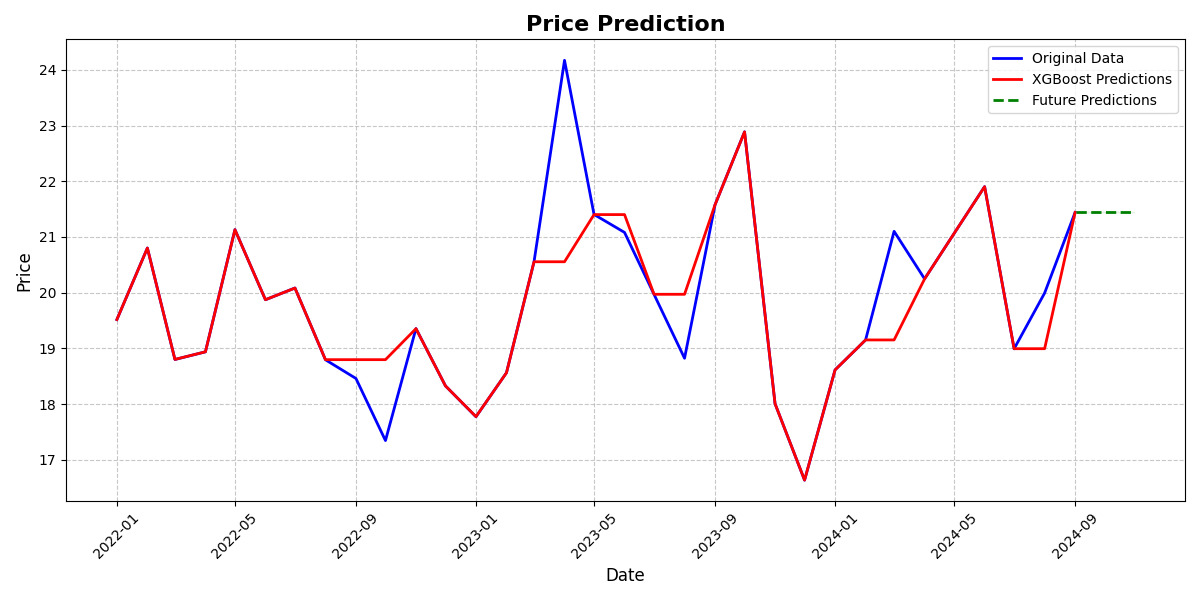 Price Prediction
Original Data
XGBoost Predictions
Future Predictions
Price
24
23
22
21
20
19
18
17
2022-01
2022-05
2022-09
2023-01
2023-05
2023-09
2024-01
2024-05
2024-09
Date